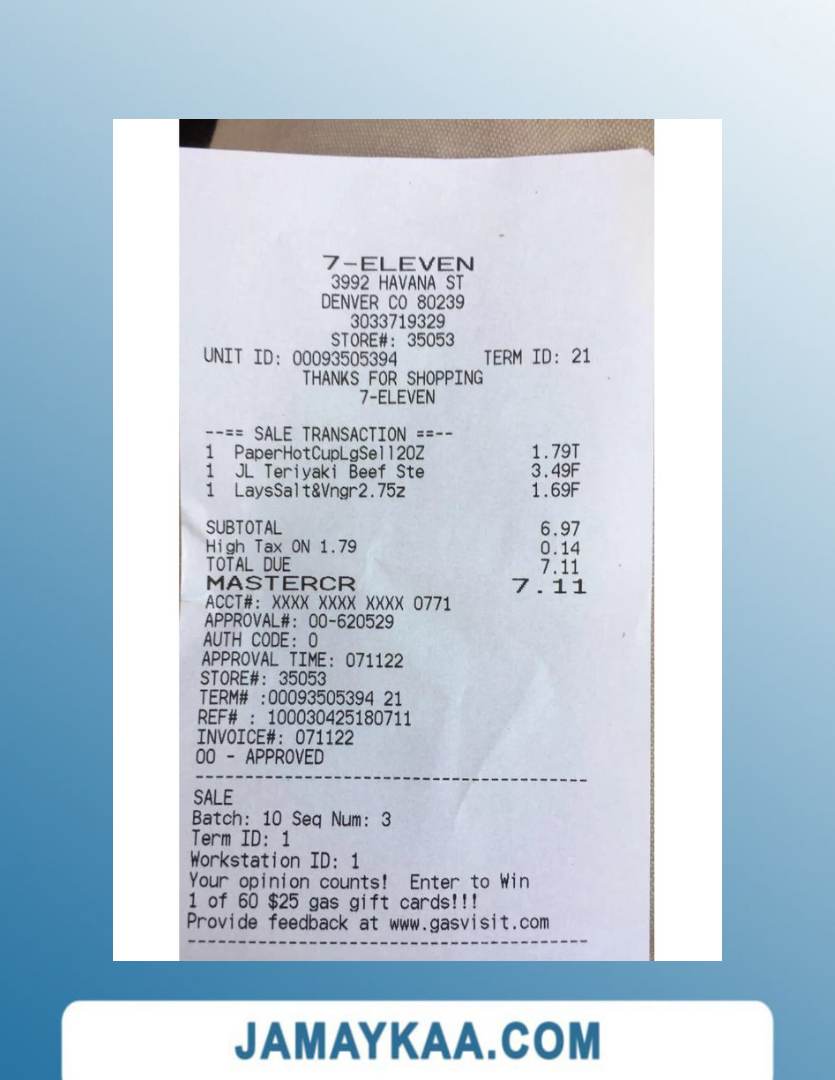 7-ELEVEN
3992 HAVANA ST
DENVER CO 80239
3033719329
STORE#: 35053
UNIT ID: 00093505394 TERM ID: 21
THANKS FOR SHOPPING
7-ELEVEN
--== SALE TRANSACTION ==--
1 PaperHotCupLgSell20Z 1.79T
1 JL Teriyaki Beef Ste 3.49F
1 LaysSalt&Vngr2.75z 1.69F
SUBTOTAL 6.97
High Tax ON 1.79 0.14
TOTAL DUE 7.11
MASTERCR 7.11
ACCT#: XXXX XXXX XXXX 0771
APPROVAL#: 00-620529
AUTH CODE: 0
APPROVAL TIME: 071122
STORE#: 35053
TERM# :00093505394 21
REF# : 100030425180711
INVOICE#: 071122
00 - APPROVED
-----------------------------------------
SALE
Batch: 10 Seq Num: 3
Term ID: 1
Workstation ID: 1
Your opinion counts! Enter to Win
1 of 60 $25 gas gift cards!!!
Provide feedback at www.gasvisit.com
-----------------------------------------
JAMAYKAA.COM